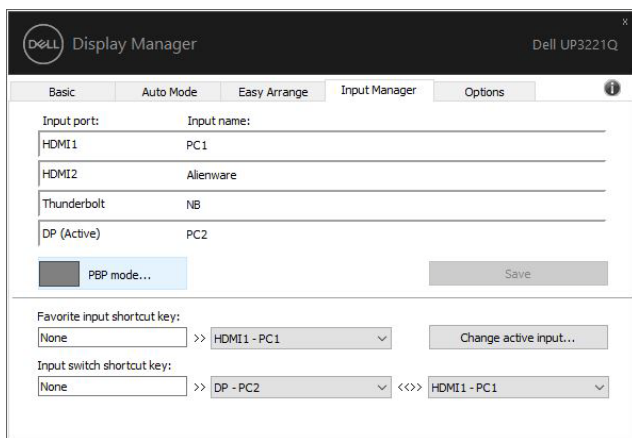 x
DELL Display Manager Dell UP3221Q
Basic Auto Mode Easy Arrange Input Manager Options i
Input port: Input name:
HDMI1 PC1
HDMI2 Alienware
Thunderbolt NB
DP (Active) PC2
PBP mode... Save
Favorite input shortcut key:
None >> HDMI1 - PC1 Change active input...
Input switch shortcut key:
None >> DP - PC2 <<>> HDMI1 - PC1